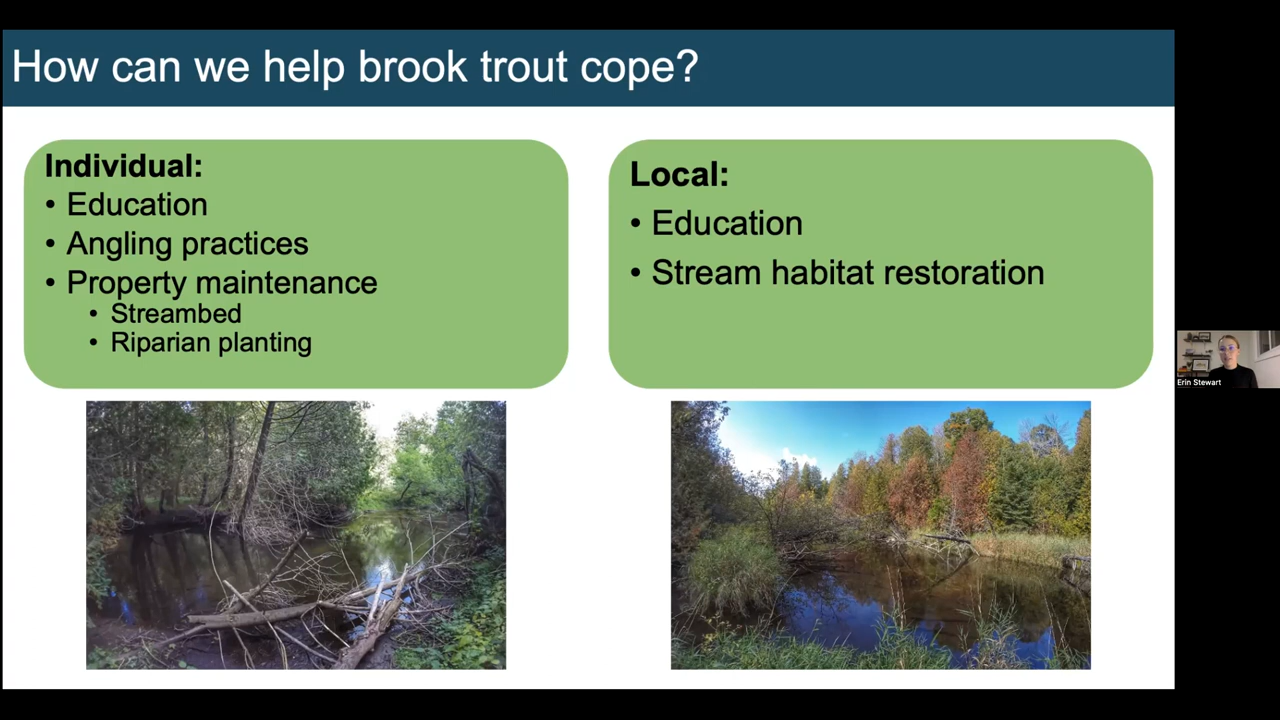 How can we help brook trout cope?
Individual:
• Education
• Angling practices
• Property maintenance
• Streambed
• Riparian planting
Local:
• Education
• Stream habitat restoration
Erin Stewart